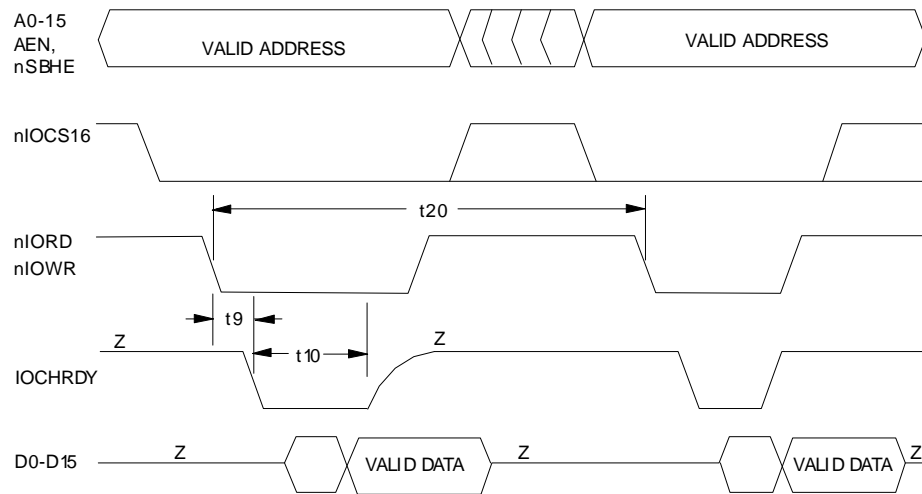 A0-15
AEN,
nSBHE
VALID ADDRESS
VALID ADDRESS
nIOCS16
t20
nIORD
nIOWR
t9
Z
t10
Z
IOCHRDY
D0-D15
Z
VALID DATA
Z
VALID DATA
Z